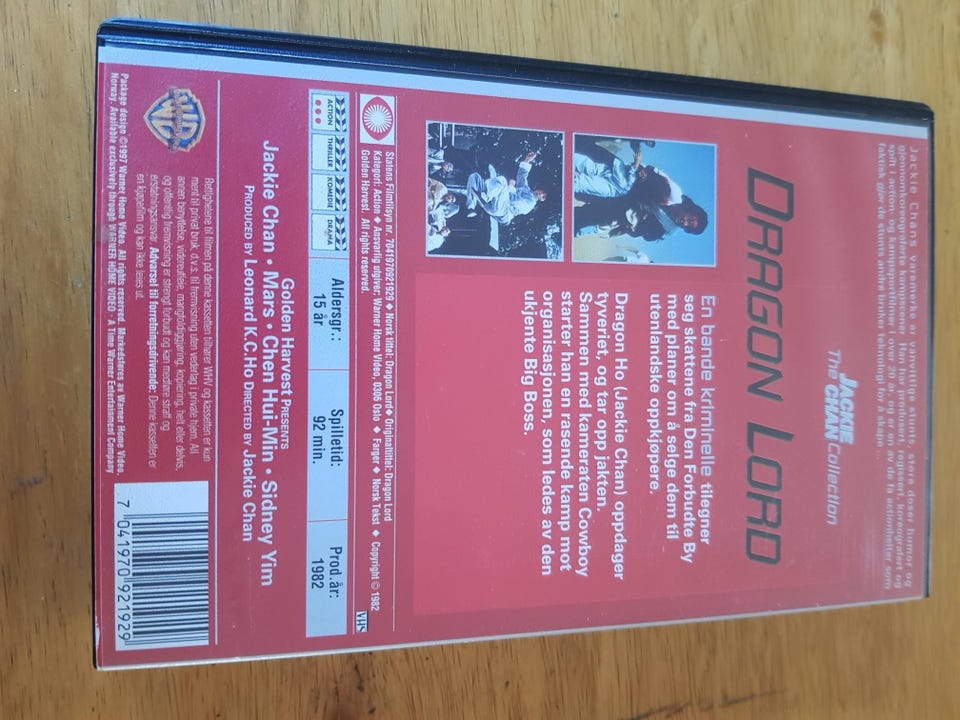 Jackie Chans varemerke er vanvittige stunts, store doser humor og
gjennomkoreograferte kampscener. Han har produsert, regissert, koreografert og
spilt i action- og kampsportfilmer i over 20 år, og er en av de få actionhelter som
faktisk gjør de stunts andre bruker teknologi for å skape...
JACKIE
The CHAN Collection
DRAGON LORD
En bande kriminelle tilegner
seg skattene fra Den Forbudte By
med planer om å selge dem til
utenlandske oppkjøpere.
Dragon Ho (Jackie Chan) oppdager
tyveriet, og tar opp jakten.
Sammen med kameraten Cowboy
starter han en rasende kamp mot
organisasjonen, som ledes av den
ukjente Big Boss.
Statens Filmtilsyn nr. 7041970921929 ♦ Norsk tittel: Dragon Lord ♦ Originaltittel: Dragon Lord
Kategori: Action ♦ Ansvarlig utgiver: Warner Home Video, 0306 Oslo ♦ Farger ♦ Norsk Tekst ♦ Copyright © 1982
Golden Harvest. All rights reserved.
VHS
ACTION
THRILLER
KOMEDIE
DRAMA
Aldersgr.:
15 år
Spilletid:
92 min.
Prod.år:
1982
Golden Harvest PRESENTS
Jackie Chan • Mars • Chen Hui-Min • Sidney Yim
PRODUCED BY Leonard K.C.Ho DIRECTED BY Jackie Chan
Rettighetene til filmen på denne kassetten tilhører WHV og kassetten er kun
ment til privat bruk, d.v.s. til fremvisning uten vederlag i private hjem. All
annen benyttelse, videreutleie, mangfoldiggjøring, kopiering, helt eller delvis,
og offentlig fremvisning er strengt forbudt og kan medføre straff og
erstatningsansvar. Advarsel til forretningsdrivende: Denne kassetten er
en kjøpefilm og kan ikke leies ut.
Package design ©1997 Warner Home Video. All rights reserved. Markedsføres av Warner Home Video,
Norway. Available exclusively through ♦ WARNER HOME VIDEO - A Time Warner Entertainment Company.
7 041970 921929